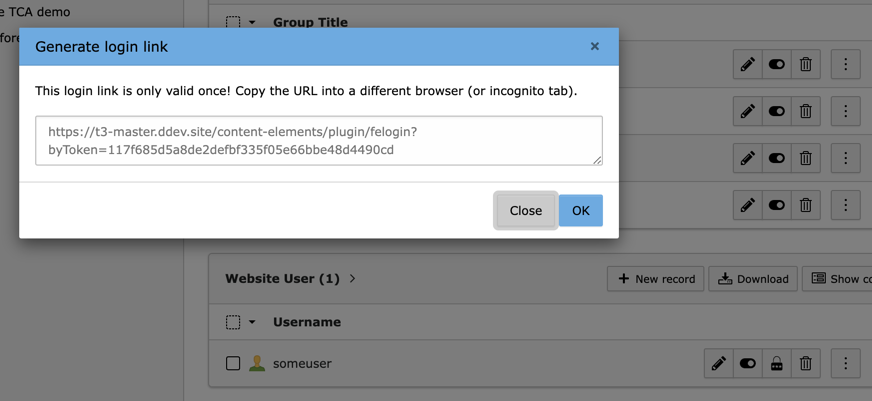 e TCA demo
Group Title
fore
Generate login link
×
This login link is only valid once! Copy the URL into a different browser (or incognito tab).
https://t3-master.ddev.site/content-elements/plugin/felogin?
byToken=117f685d5a8de2defbf335f05e66bbe48d4490cd
Close OK
Website User (1) >
+ New record Download Show co
Username
someuser